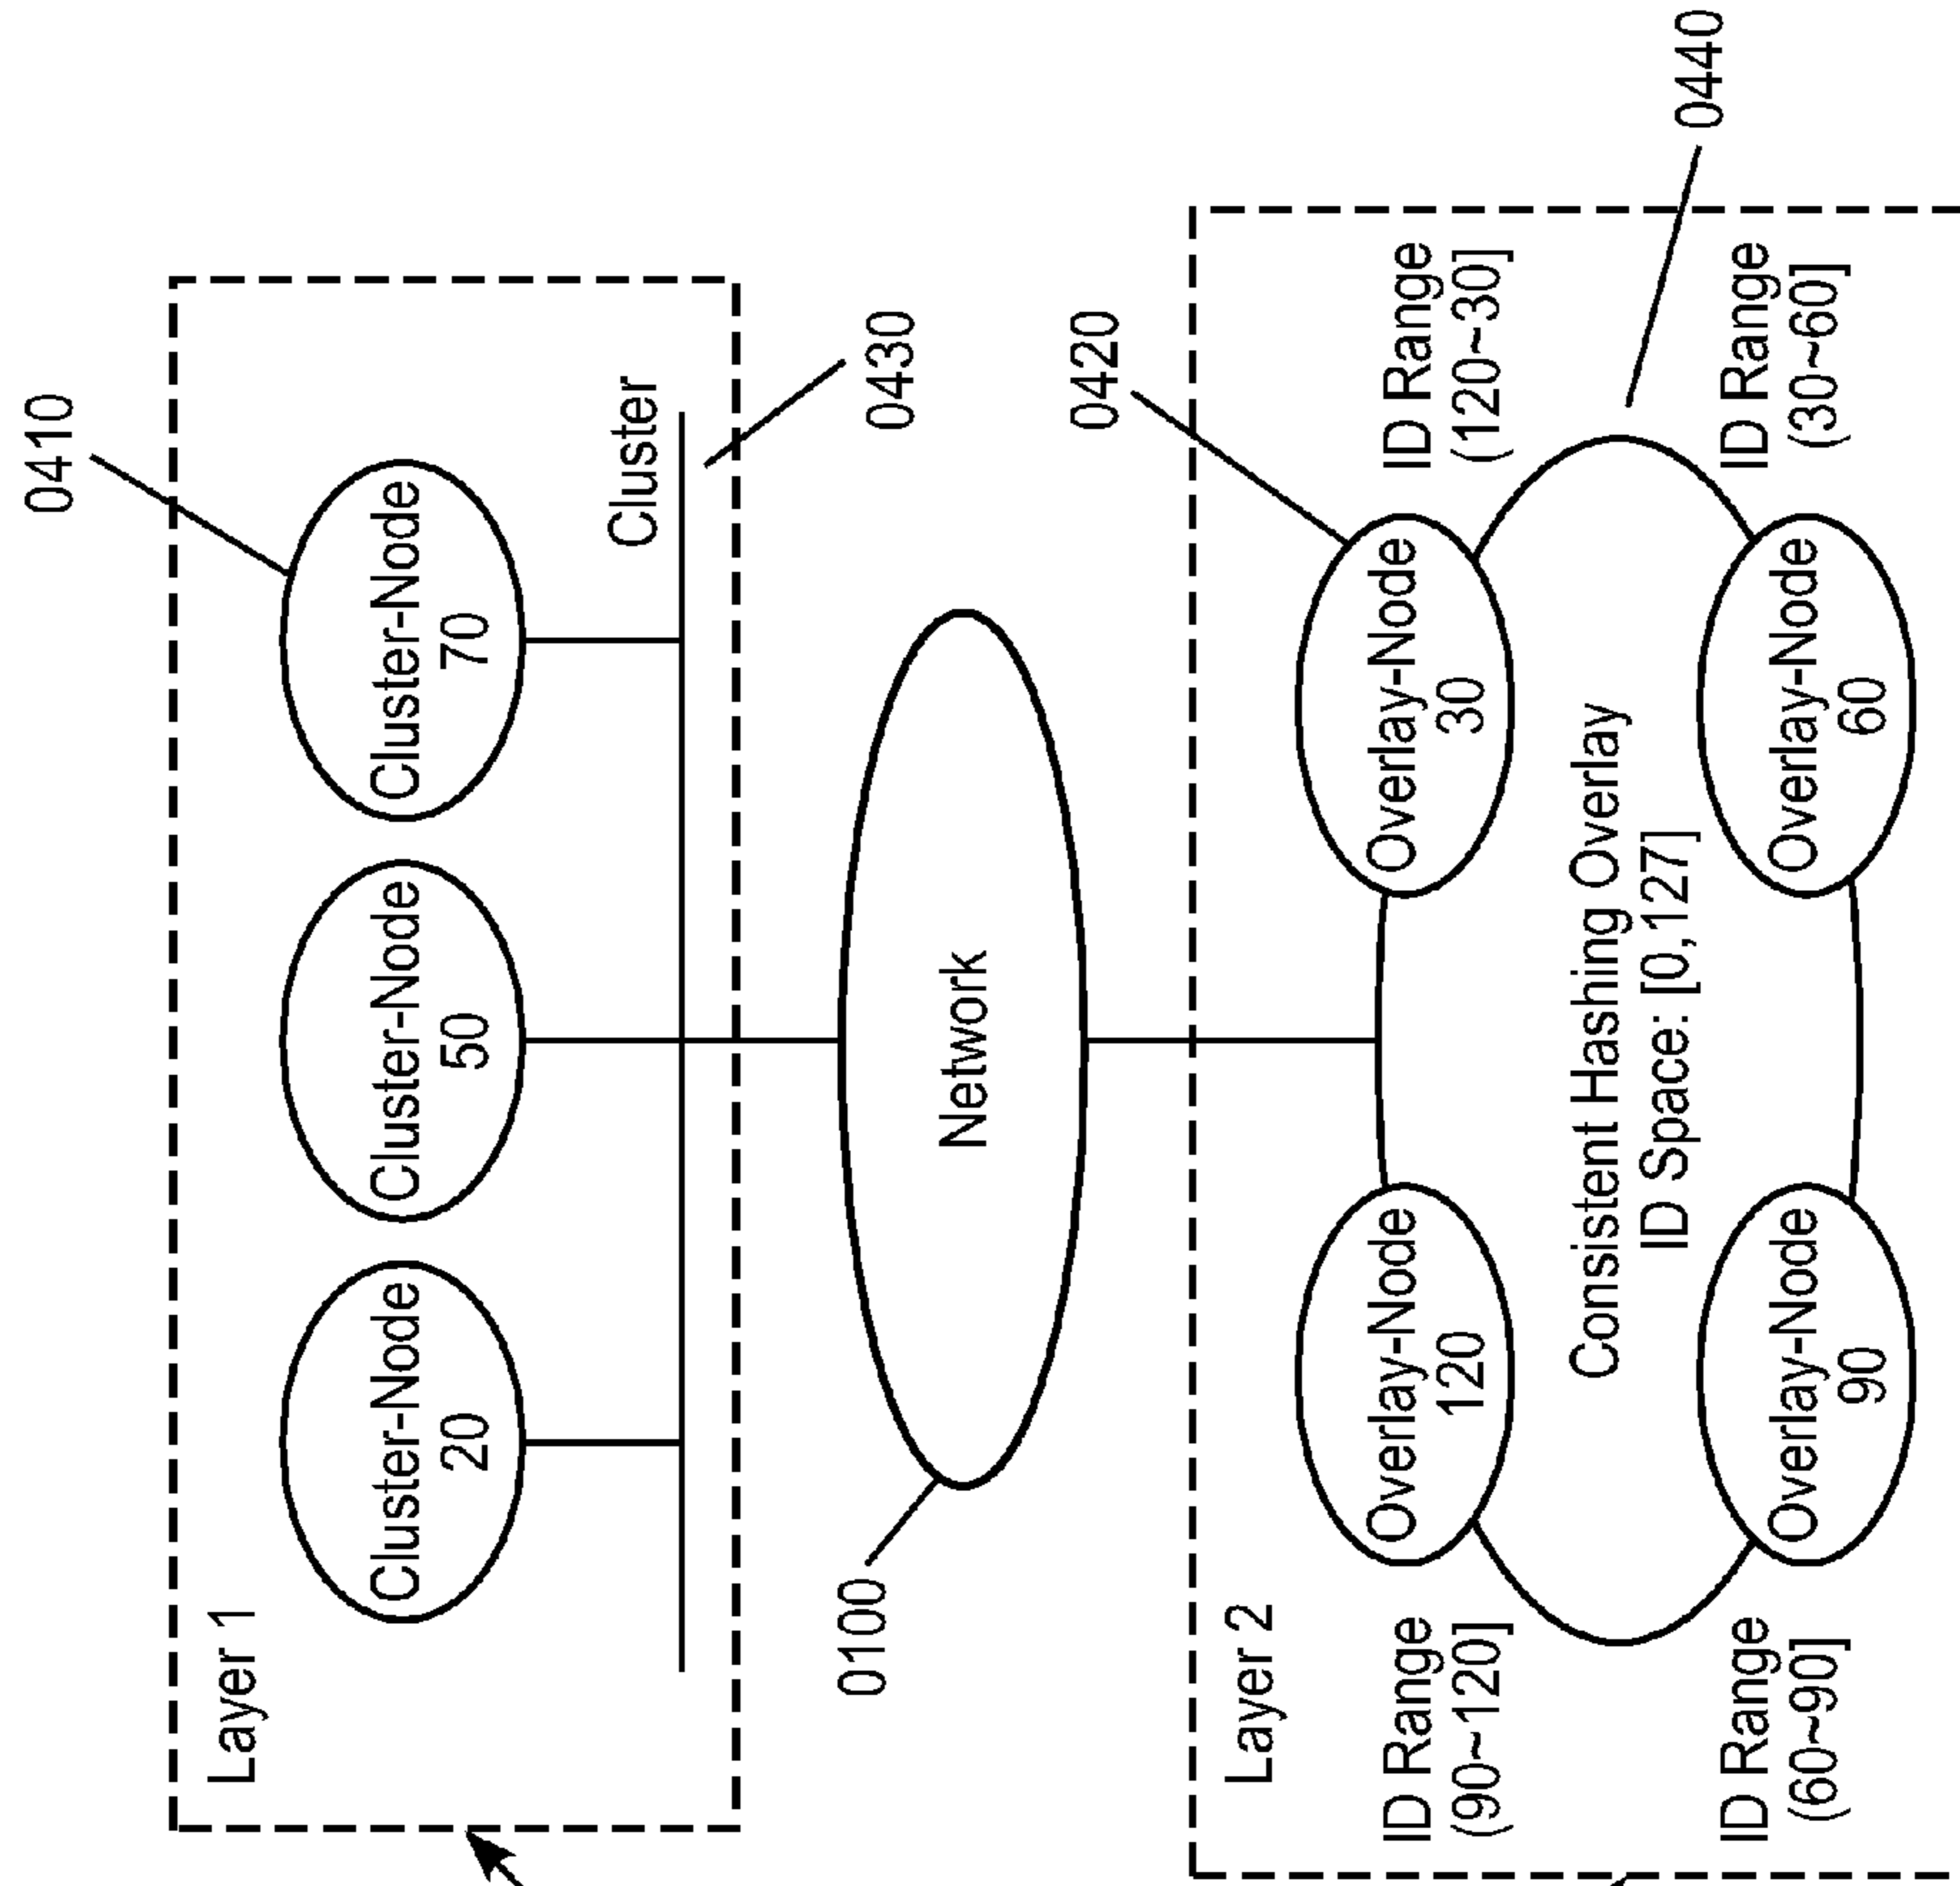 0410
Layer 1
Cluster-Node
20
Cluster-Node
50
Cluster-Node
70
Cluster
0430
0100
Network
0420
Layer 2
ID Range
(90~120]
Overlay-Node
120
Overlay-Node
30
ID Range
(120~30]
Consistent Hashing Overlay
ID Space: [0,127]
0440
ID Range
(60~90]
Overlay-Node
90
Overlay-Node
60
ID Range
(30~60]